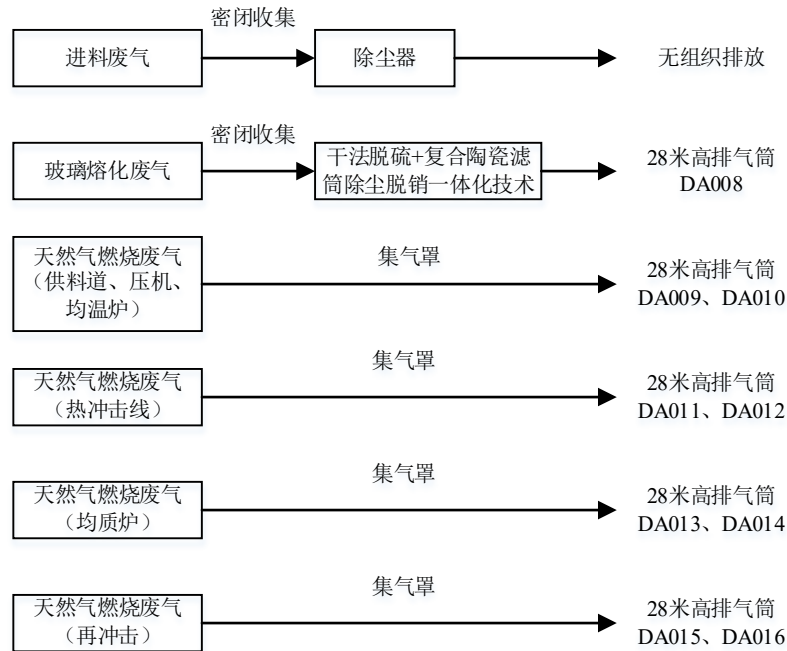 密闭收集
进料废气
除尘器
无组织排放
密闭收集
玻璃熔化废气
干法脱硫+复合陶瓷滤
筒除尘脱销一体化技术
28米高排气筒
DA008
天然气燃烧废气
（供料道、压机、
均温炉）
集气罩
28米高排气筒
DA009、DA010
天然气燃烧废气
（热冲击线）
集气罩
28米高排气筒
DA011、DA012
天然气燃烧废气
（均质炉）
集气罩
28米高排气筒
DA013、DA014
天然气燃烧废气
（再冲击）
集气罩
28米高排气筒
DA015、DA016